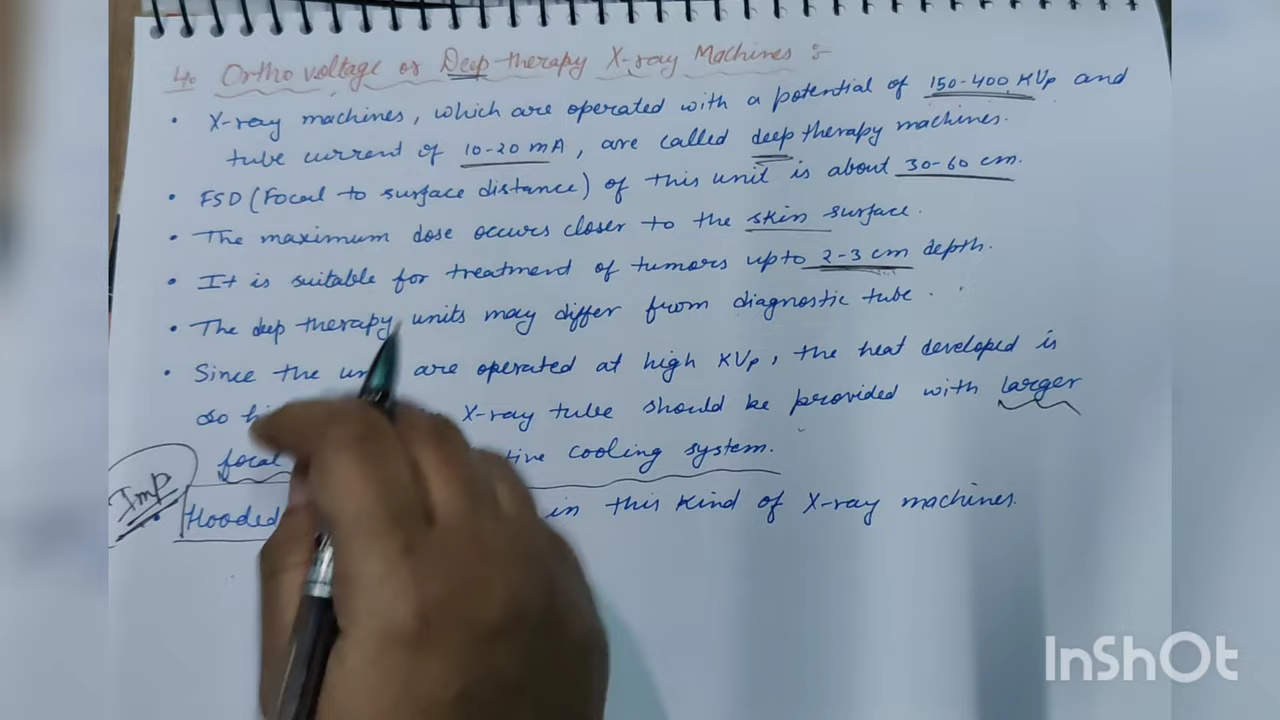 4. Ortho voltage or Deep therapy X-ray Machines :-
• X-ray machines, which are operated with a potential of 150-400 KVp and
tube current of 10-20 mA, are called deep therapy machines.
• FSD (Focal to surface distance) of this unit is about 30-60 cm.
• The maximum dose occurs closer to the skin surface.
• It is suitable for treatment of tumors upto 2-3 cm depth.
• The deep therapy units may differ from diagnostic tube.
• Since the are operated at high KVp, the heat developed is
so X-ray tube should be provided with larger
focal cooling system.
Imp
• Hooded in this kind of X-ray machines.
InShOt